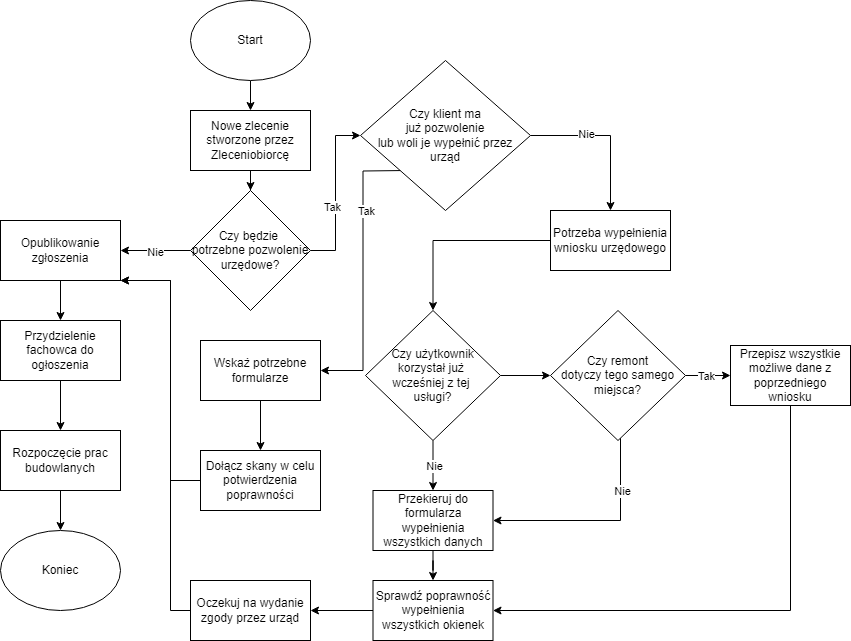 Start
Nowe zlecenie
stworzone przez
Zleceniobiorcę
Czy będzie
potrzebne pozwolenie
urzędowe?
Nie
Tak
Czy klient ma
już pozwolenie
lub woli je wypełnić przez
urząd
Nie
Tak
Potrzeba wypełnienia
wniosku urzędowego
Opublikowanie
zgłoszenia
Przydzielenie
fachowca do
ogłoszenia
Rozpoczęcie prac
budowlanych
Koniec
Wskaż potrzebne
formularze
Dołącz skany w celu
potwierdzenia
poprawności
Czy użytkownik
korzystał już
wcześniej z tej
usługi?
Nie
Czy remont
dotyczy tego samego
miejsca?
Tak
Nie
Przepisz wszystkie
możliwe dane z
poprzedniego
wniosku
Przekieruj do
formularza
wypełnienia
wszystkich danych
Sprawdź poprawność
wypełnienia
wszystkich okienek
Oczekuj na wydanie
zgody przez urząd